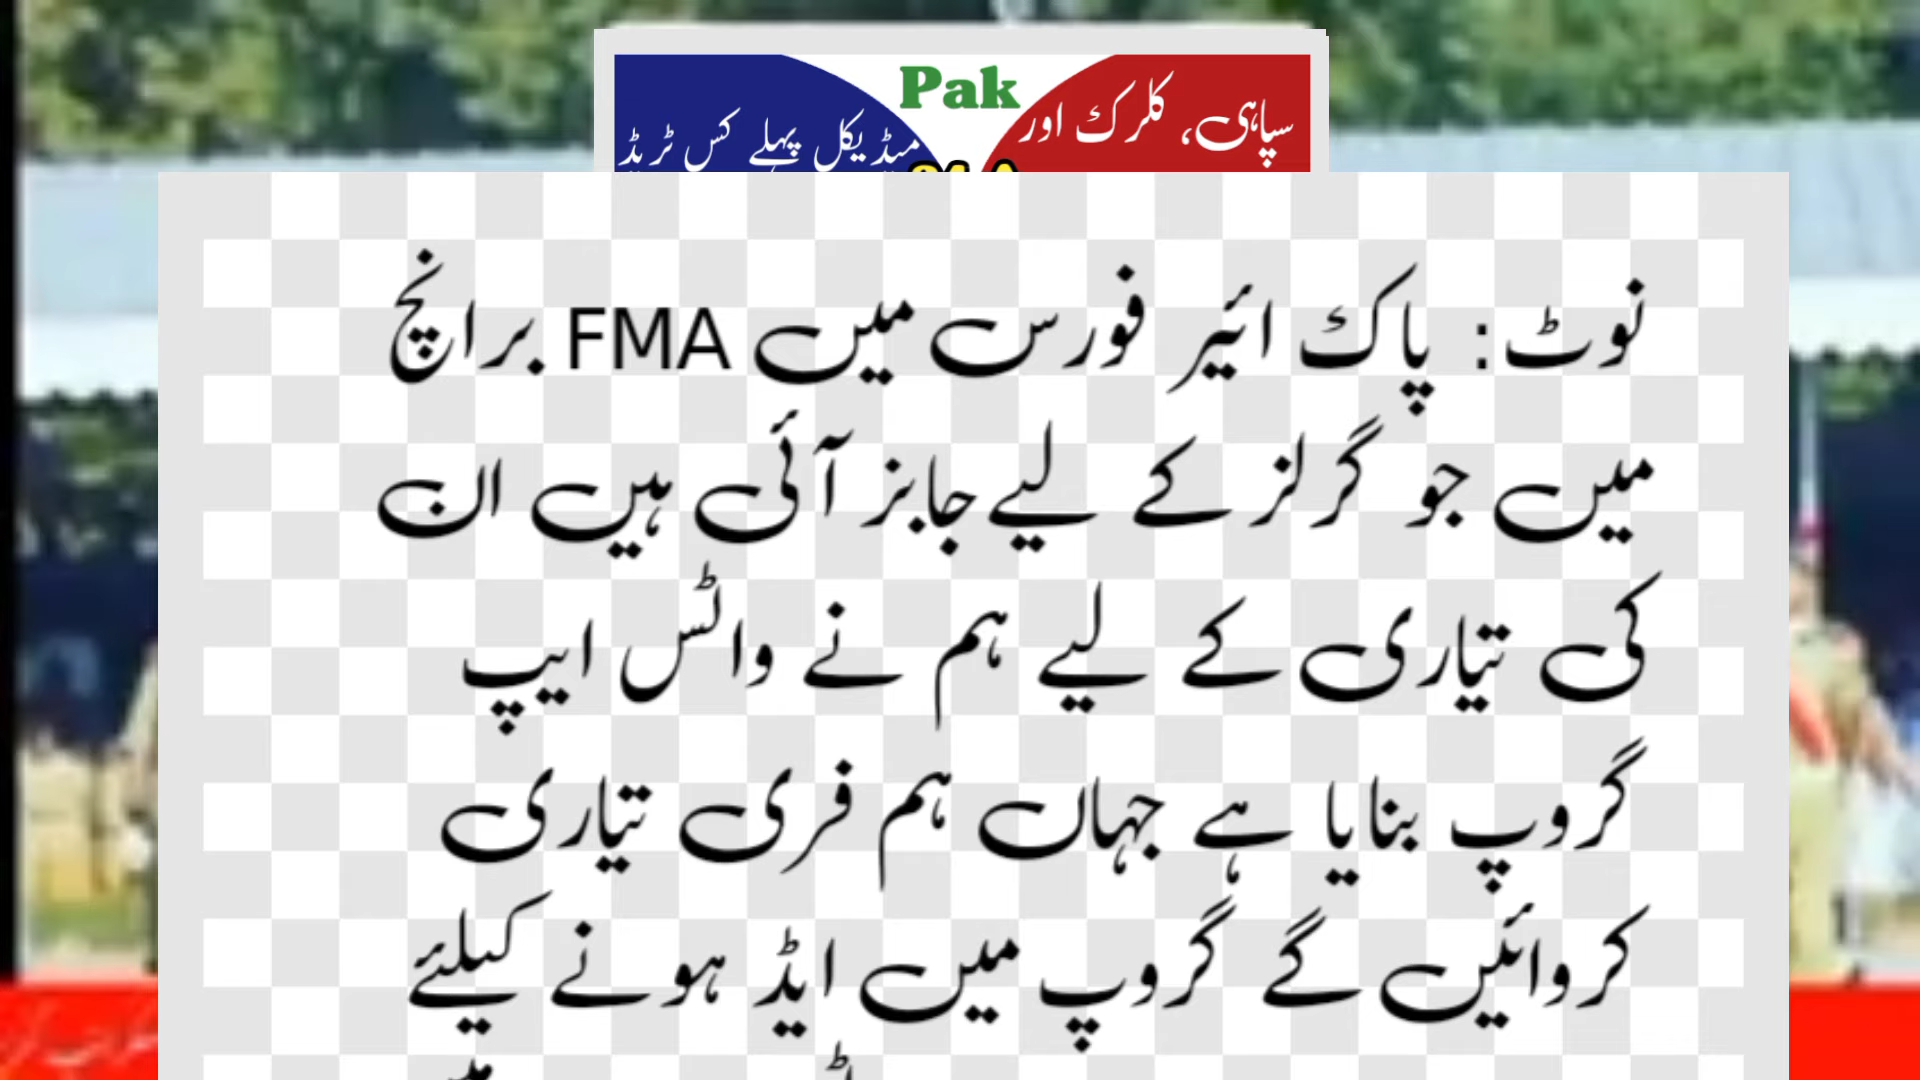 Pak
سپاہی، کلرک اور
میڈیکل پہلے کس ٹریڈ
نوٹ: پاک ائیر فورس میں FMA برانچ
میں جو گرلز کے لیے جابز آئی ہیں ان
کی تیاری کے لیے ہم نے واٹس ایپ
گروپ بنایا ہے جہاں ہم فری تیاری
کروائیں گے گروپ میں ایڈ ہونے کیلئے